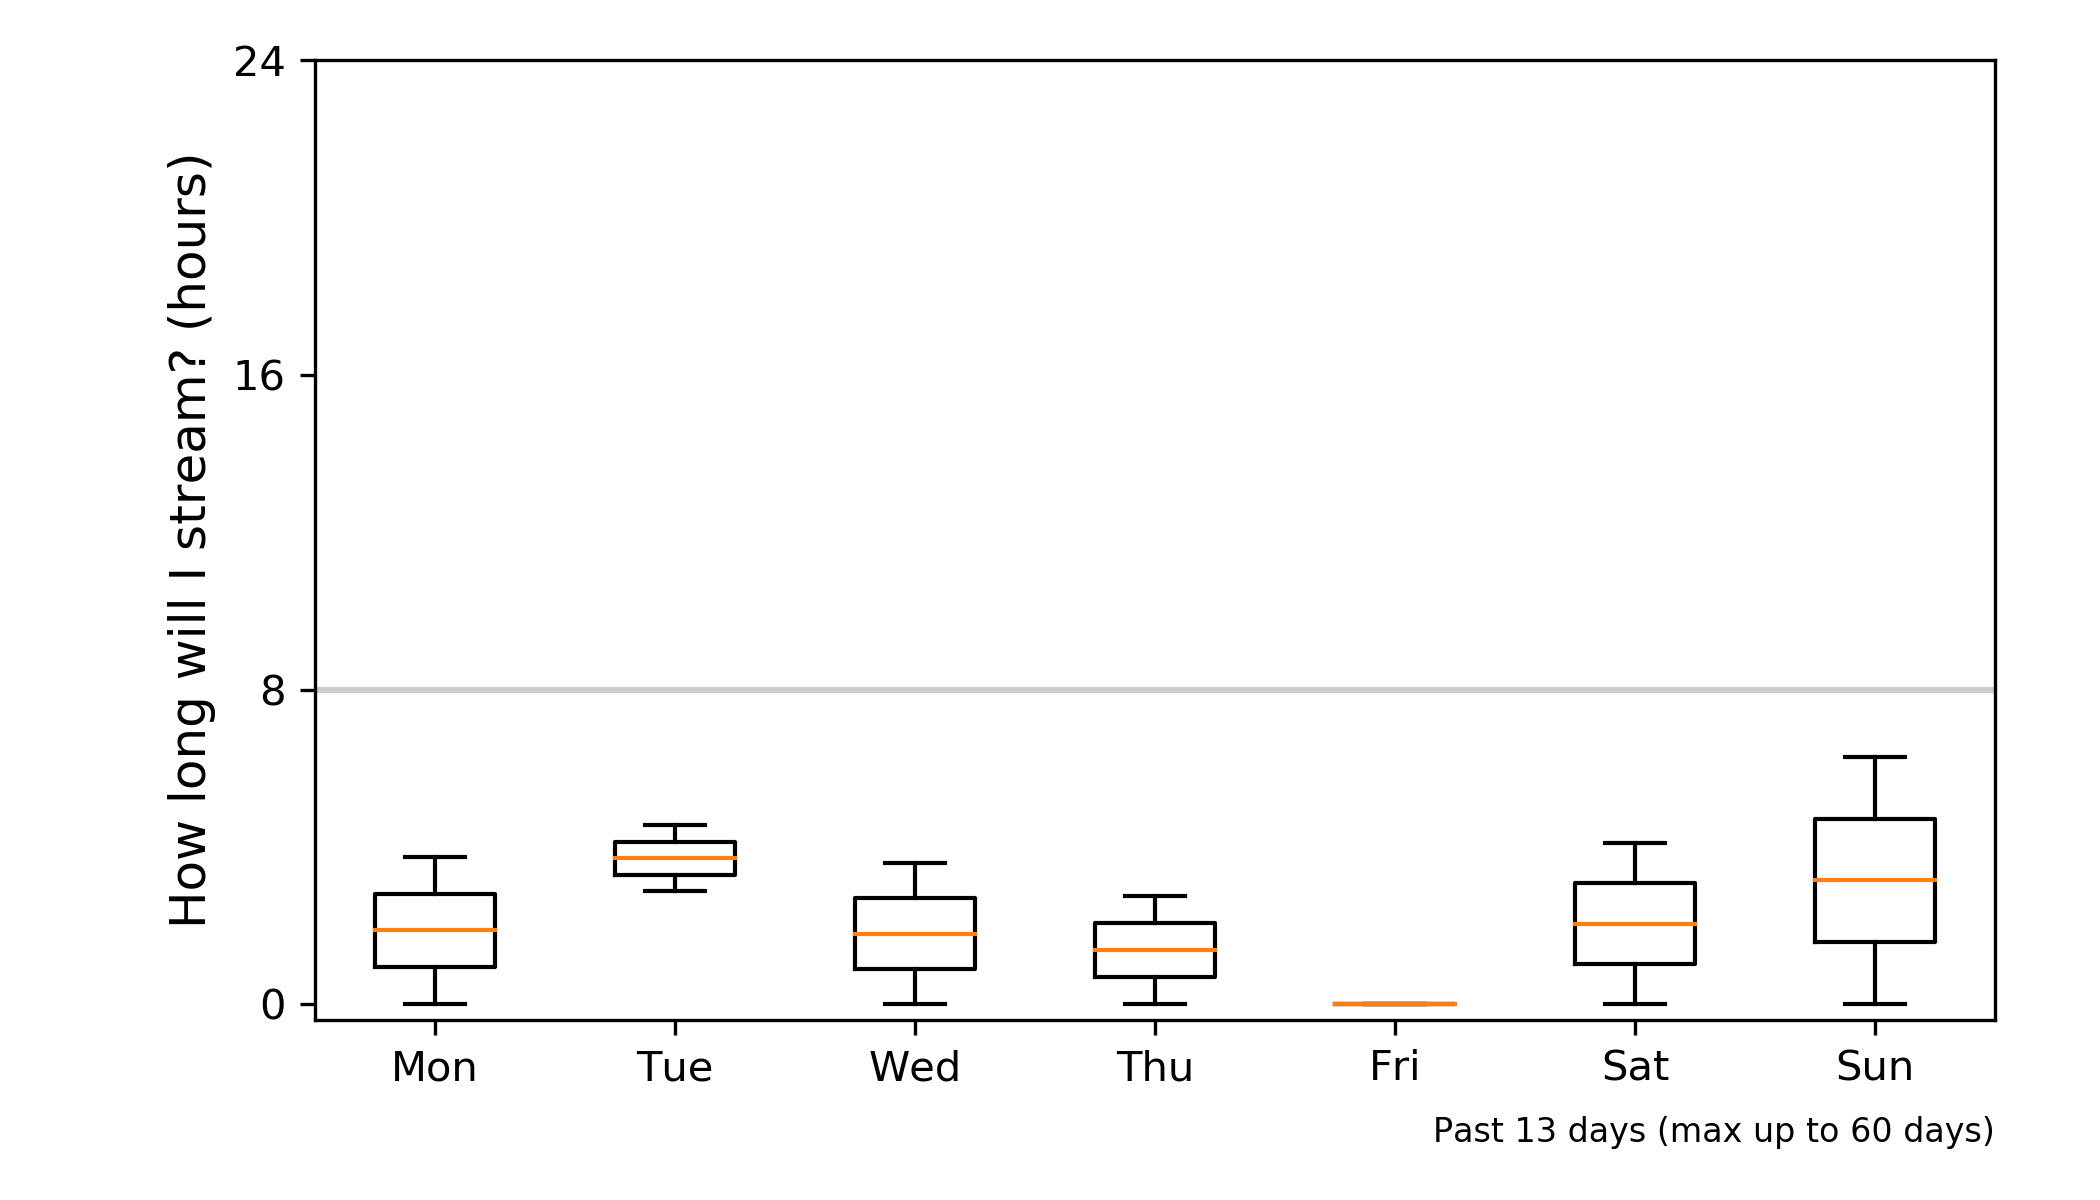 How long will I stream? (hours)
24
16
8
0
Mon Tue Wed Thu Fri Sat Sun
Past 13 days (max up to 60 days)